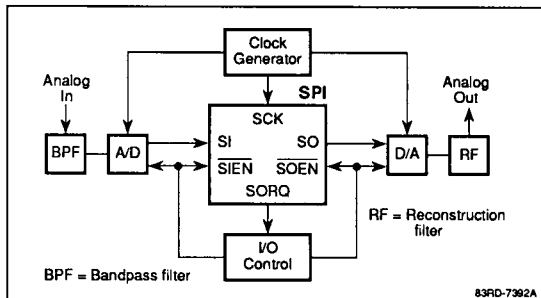 Clock
Generator
Analog
In
SPI
Analog
Out
SCK
BPF
A/D
SI
SO
D/A
RF
SIEN
SOEN
SORQ
I/O
Control
RF = Reconstruction
filter
BPF = Bandpass filter
83RD-7392A